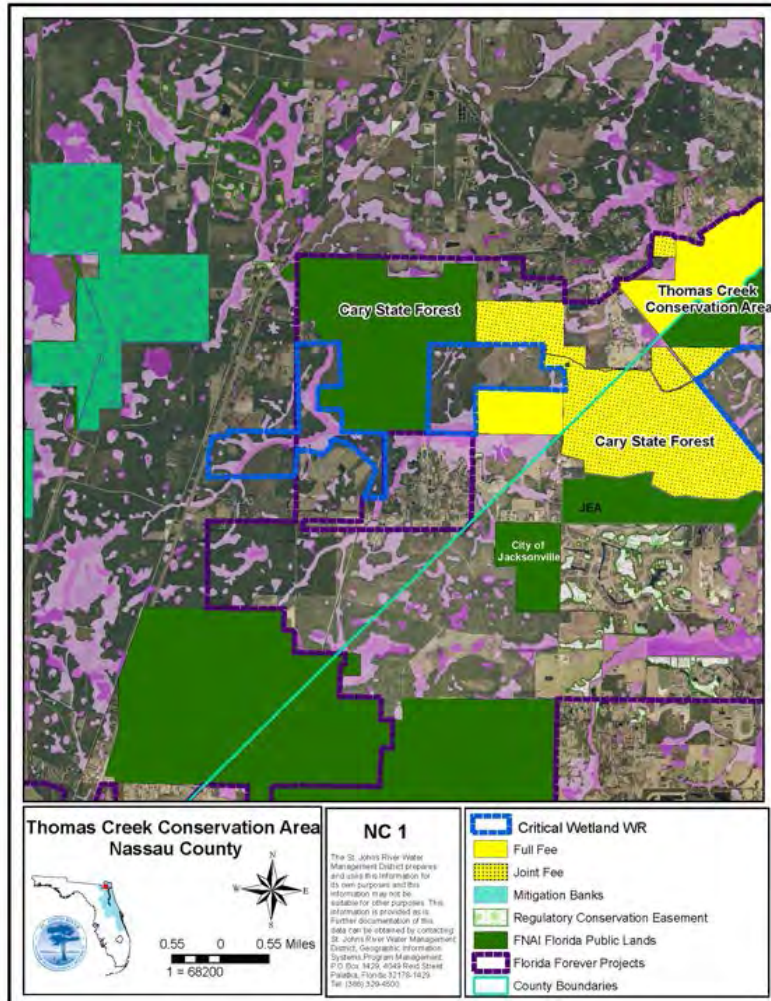 Cary State Forest
Thomas Creek
Conservation Area
Cary State Forest
JEA
City of
Jacksonville
Thomas Creek Conservation Area
Nassau County
N
W
E
S
0.55
0
0.55 Miles
1 = 68200
NC 1
The St. Johns River Water
Management District prepares
and uses this information for
its own purposes and this
information may not be
suitable for other purposes. This
information is provided as is.
Further documentation of this
data can be obtained by contacting:
St. Johns River Water Management
District, Geographic Information
Systems Program Management,
P.O. Box 1429, 4049 Reid Street
Palatka, Florida 32178-1429
Tel: (386) 329-4500.
Critical Wetland WR
Full Fee
Joint Fee
Mitigation Banks
Regulatory Conservation Easement
FNAI Florida Public Lands
Florida Forever Projects
County Boundaries